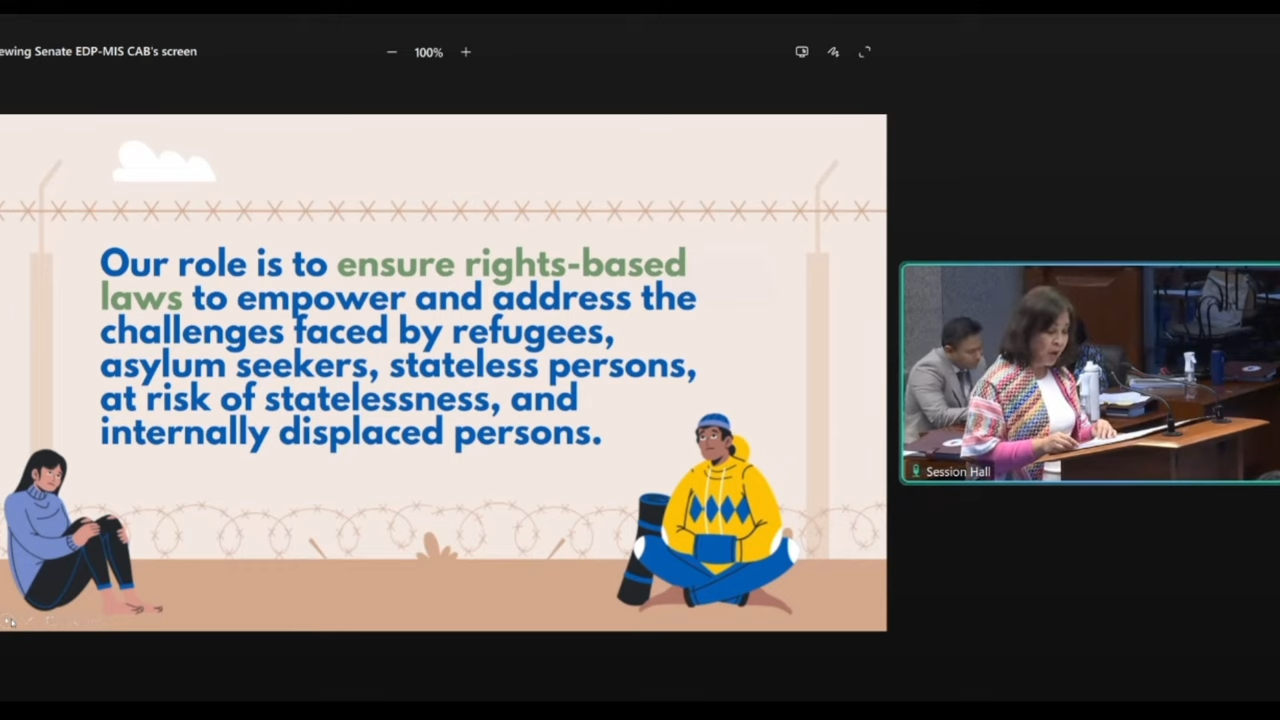 ewing Senate EDP-MIS CAB's screen
100%
Our role is to ensure rights-based
laws to empower and address the
challenges faced by refugees,
asylum seekers, stateless persons,
at risk of statelessness, and
internally displaced persons.
Session Hall